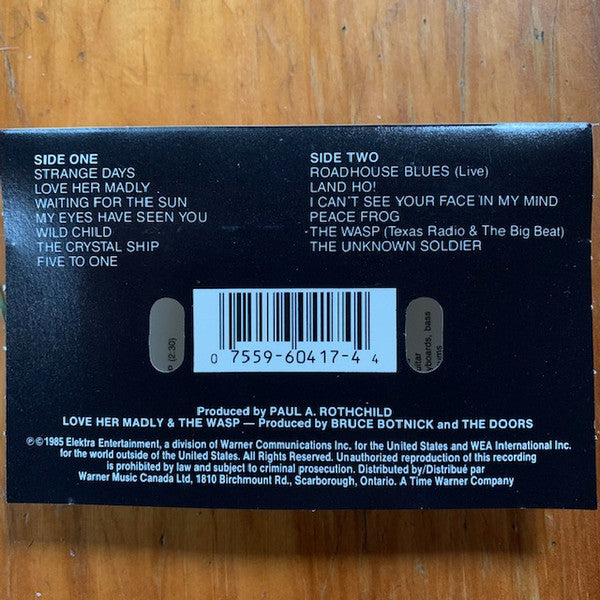 SIDE ONE
STRANGE DAYS
LOVE HER MADLY
WAITING FOR THE SUN
MY EYES HAVE SEEN YOU
WILD CHILD
THE CRYSTAL SHIP
FIVE TO ONE
SIDE TWO
ROADHOUSE BLUES (Live)
LAND HO!
I CAN'T SEE YOUR FACE IN MY MIND
PEACE FROG
THE WASP (Texas Radio & The Big Beat)
THE UNKNOWN SOLDIER
(2:30)
0 7559-60417-4 4
yboards, bass
Produced by PAUL A. ROTHCHILD
LOVE HER MADLY & THE WASP — Produced by BRUCE BOTNICK and THE DOORS
℗©1985 Elektra Entertainment, a division of Warner Communications Inc. for the United States and WEA International Inc.
for the world outside of the United States. All Rights Reserved. Unauthorized reproduction of this recording
is prohibited by law and subject to criminal prosecution. Distributed by/Distribué par
Warner Music Canada Ltd, 1810 Birchmount Rd., Scarborough, Ontario. A Time Warner Company